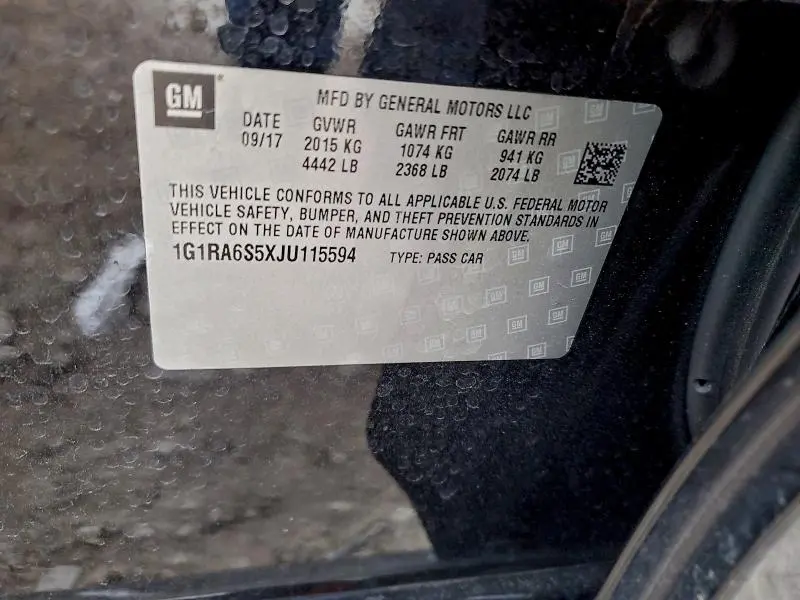 GM
MFD BY GENERAL MOTORS LLC
DATE GVWR GAWR FRT GAWR RR
09/17 2015 KG 1074 KG 941 KG
4442 LB 2368 LB 2074 LB
THIS VEHICLE CONFORMS TO ALL APPLICABLE U.S. FEDERAL MOTOR
VEHICLE SAFETY, BUMPER, AND THEFT PREVENTION STANDARDS IN
EFFECT ON THE DATE OF MANUFACTURE SHOWN ABOVE.
1G1RA6S5XJU115594 TYPE: PASS CAR